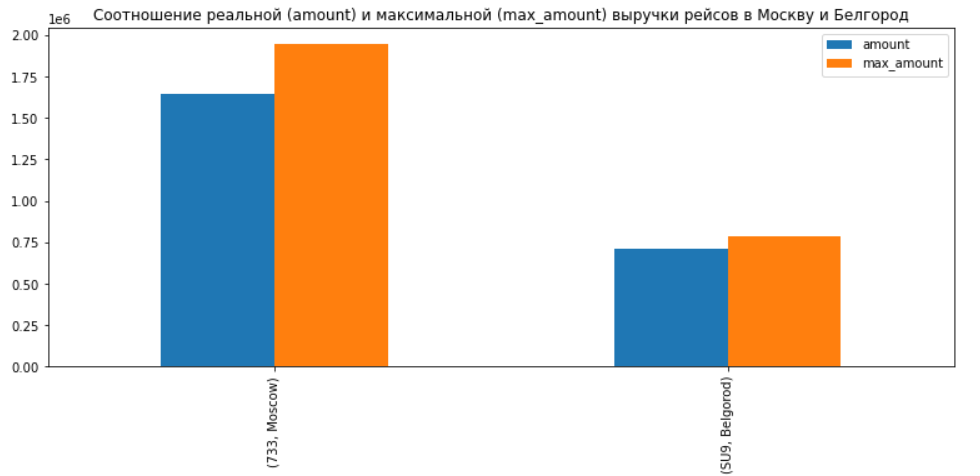 Соотношение реальной (amount) и максимальной (max_amount) выручки рейсов в Москву и Белгород
1e6
2.00
1.75
1.50
1.25
1.00
0.75
0.50
0.25
0.00
amount
max_amount
(733, Moscow)
(SU9, Belgorod)